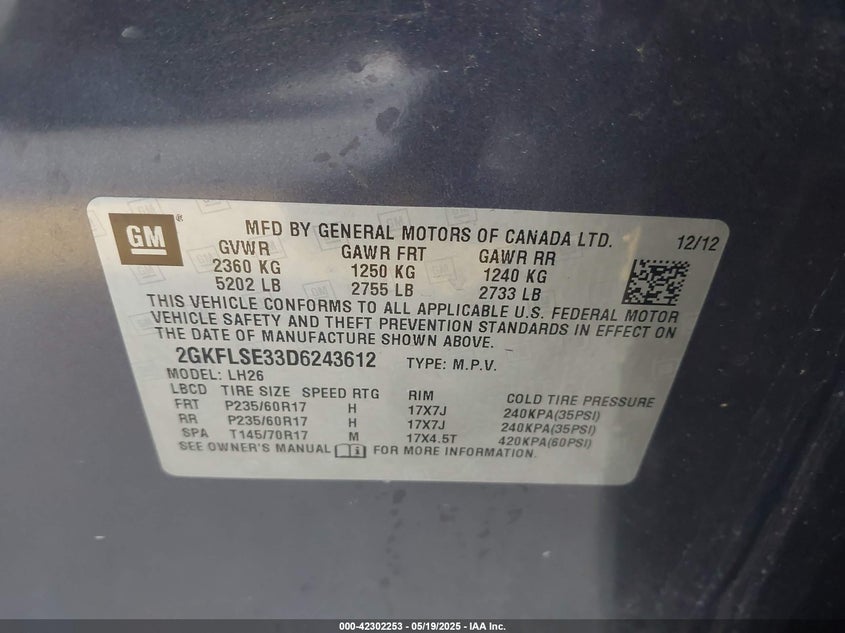 GM®
MFD BY GENERAL MOTORS OF CANADA LTD. 12/12
GVWR GAWR FRT GAWR RR
2360 KG 1250 KG 1240 KG
5202 LB 2755 LB 2733 LB
THIS VEHICLE CONFORMS TO ALL APPLICABLE U.S. FEDERAL MOTOR
VEHICLE SAFETY AND THEFT PREVENTION STANDARDS IN EFFECT ON
THE DATE OF MANUFACTURE SHOWN ABOVE.
2GKFLSE33D6243612 TYPE: M.P.V.
MODEL: LH26
LBCD TIRE SIZE SPEED RTG RIM COLD TIRE PRESSURE
FRT P235/60R17 H 17X7J 240KPA(35PSI)
RR P235/60R17 H 17X7J 240KPA(35PSI)
SPA T145/70R17 M 17X4.5T 420KPA(60PSI)
SEE OWNER'S MANUAL FOR MORE INFORMATION.
000-42302253 - 05/19/2025 - IAA Inc.